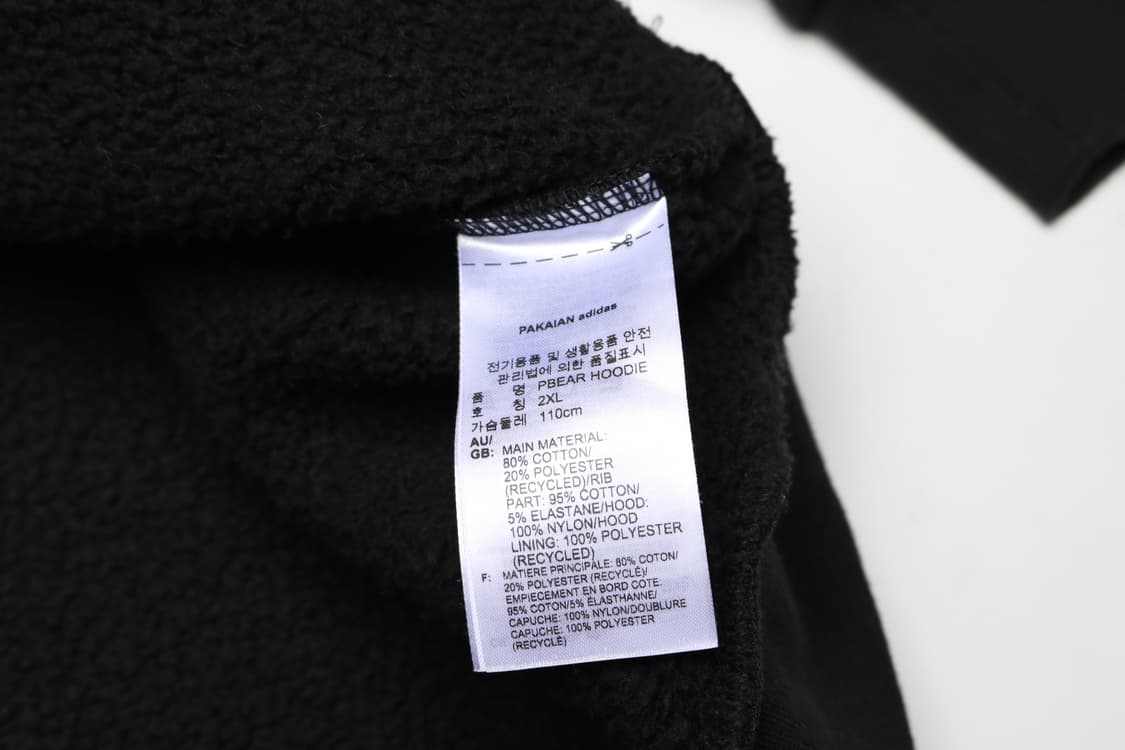 PAKAIAN adidas
전기용품 및 생활용품 안전
관리법에 의한 품질표시
품 명 PBEAR HOODIE
호 칭 2XL
가슴둘레 110cm
AU/
GB: MAIN MATERIAL:
80% COTTON/
20% POLYESTER
(RECYCLED)/RIB
PART: 95% COTTON/
5% ELASTANE/HOOD:
100% NYLON/HOOD
LINING: 100% POLYESTER
(RECYCLED)
F: MATIERE PRINCIPALE: 80% COTON/
20% POLYESTER (RECYCLÉ)/
EMPIECEMENT EN BORD COTE:
95% COTON/5% ÉLASTHANNE/
CAPUCHE: 100% NYLON/DOUBLURE
CAPUCHE: 100% POLYESTER
(RECYCLÉ)